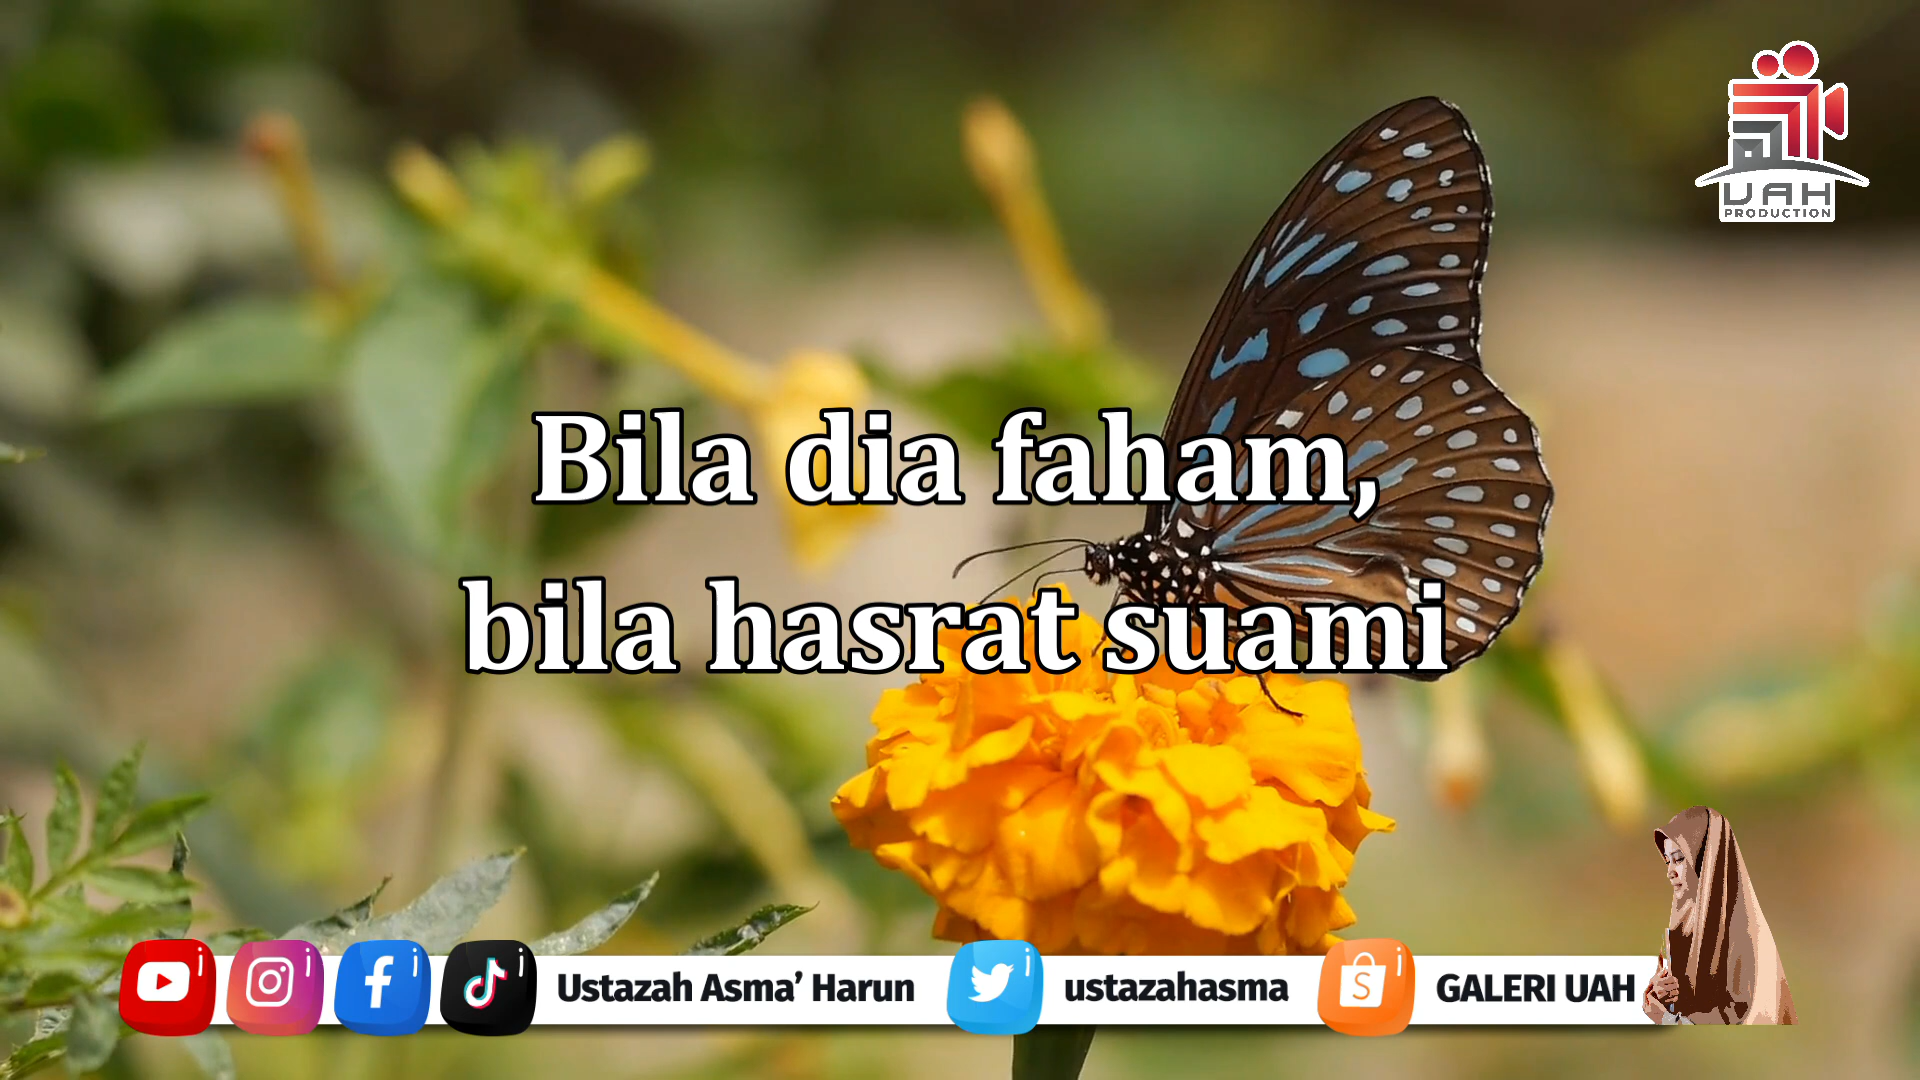 UAH
PRODUCTION
Bila dia faham,
bila hasrat suami
Ustazah Asma’ Harun
ustazahasma
GALERI UAH